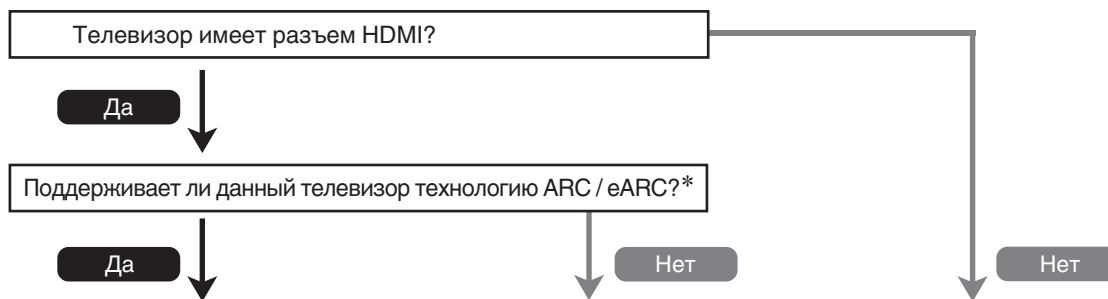 Телевизор имеет разъем HDMI?
Да
Поддерживает ли данный телевизор технологию ARC / eARC?*
Да
Нет
Нет